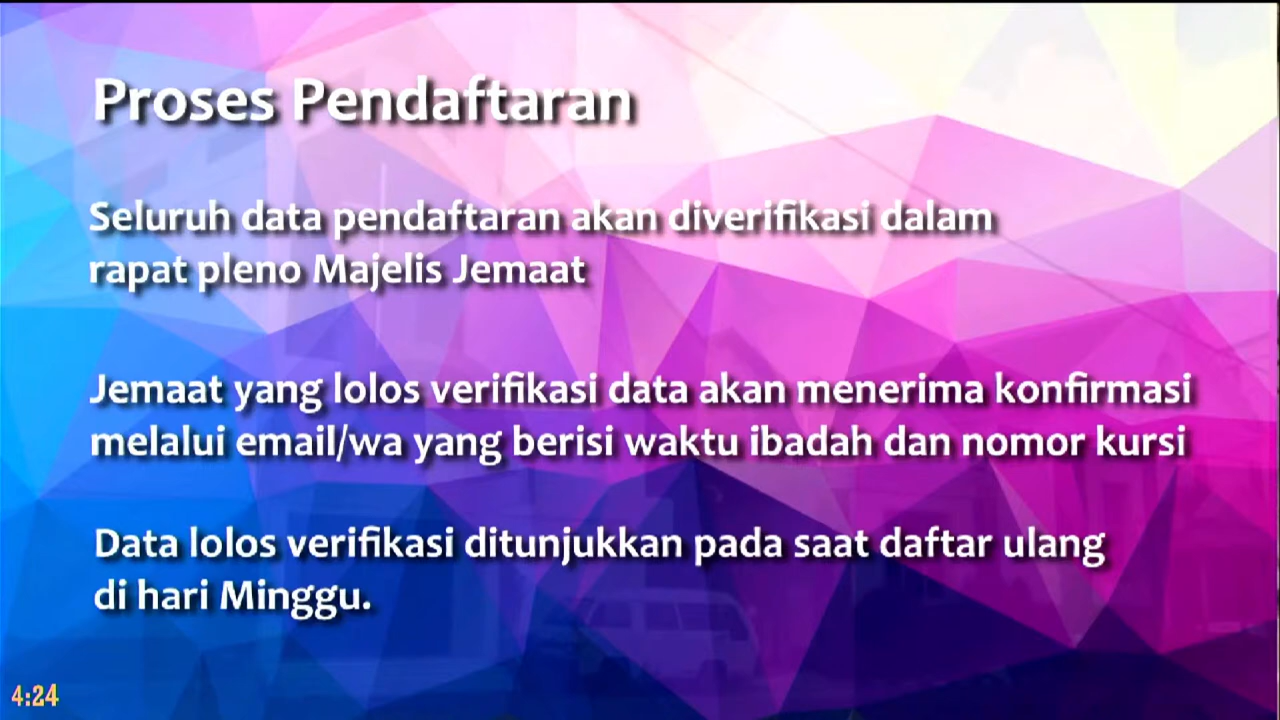 Proses Pendaftaran
Seluruh data pendaftaran akan diverifikasi dalam
rapat pleno Majelis Jemaat
Jemaat yang lolos verifikasi data akan menerima konfirmasi
melalui email/wa yang berisi waktu ibadah dan nomor kursi
Data lolos verifikasi ditunjukkan pada saat daftar ulang
di hari Minggu.
4:24